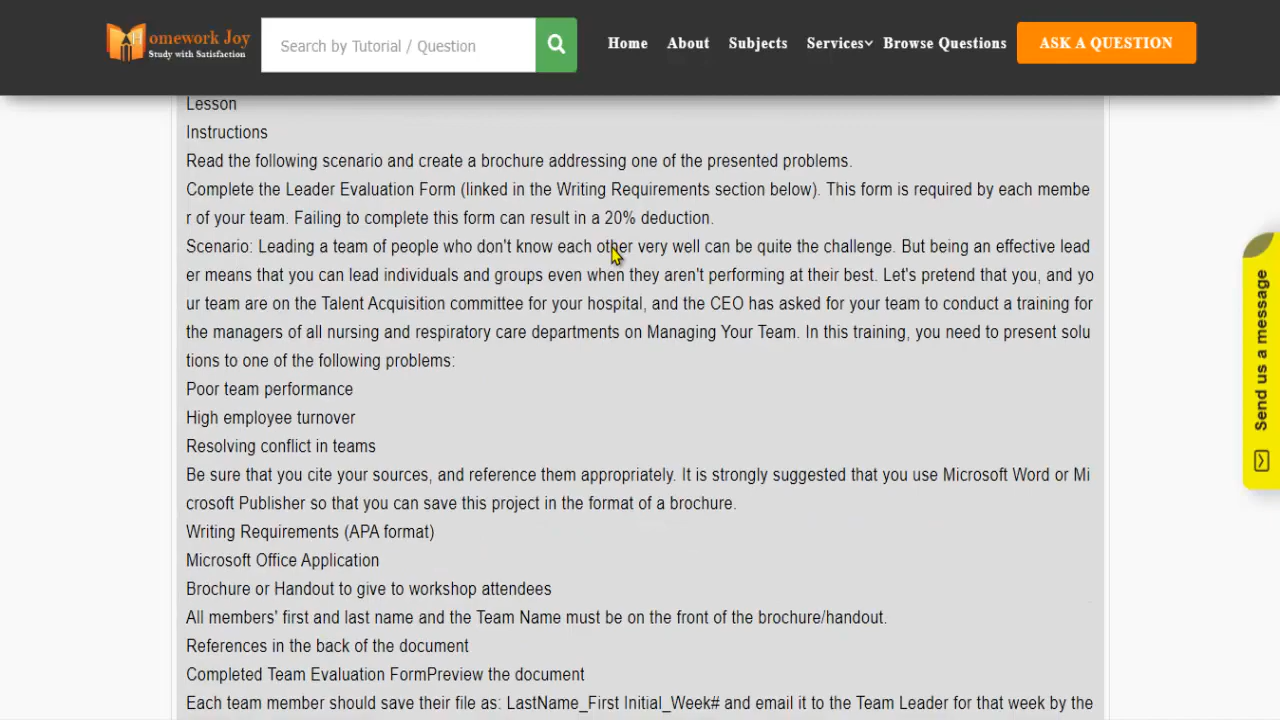 omework Joy
Study with Satisfaction
Search by Tutorial / Question
Home
About
Subjects
Services
Browse Questions
ASK A QUESTION
Lesson
Instructions
Read the following scenario and create a brochure addressing one of the presented problems.
Complete the Leader Evaluation Form (linked in the Writing Requirements section below). This form is required by each membe
r of your team. Failing to complete this form can result in a 20% deduction.
Scenario: Leading a team of people who don't know each other very well can be quite the challenge. But being an effective lead
er means that you can lead individuals and groups even when they aren't performing at their best. Let's pretend that you, and yo
ur team are on the Talent Acquisition committee for your hospital, and the CEO has asked for your team to conduct a training for
the managers of all nursing and respiratory care departments on Managing Your Team. In this training, you need to present solu
tions to one of the following problems:
Poor team performance
High employee turnover
Resolving conflict in teams
Be sure that you cite your sources, and reference them appropriately. It is strongly suggested that you use Microsoft Word or Mi
crosoft Publisher so that you can save this project in the format of a brochure.
Writing Requirements (APA format)
Microsoft Office Application
Brochure or Handout to give to workshop attendees
All members' first and last name and the Team Name must be on the front of the brochure/handout.
References in the back of the document
Completed Team Evaluation FormPreview the document
Each team member should save their file as: LastName_First Initial_Week# and email it to the Team Leader for that week by the
Send us a message